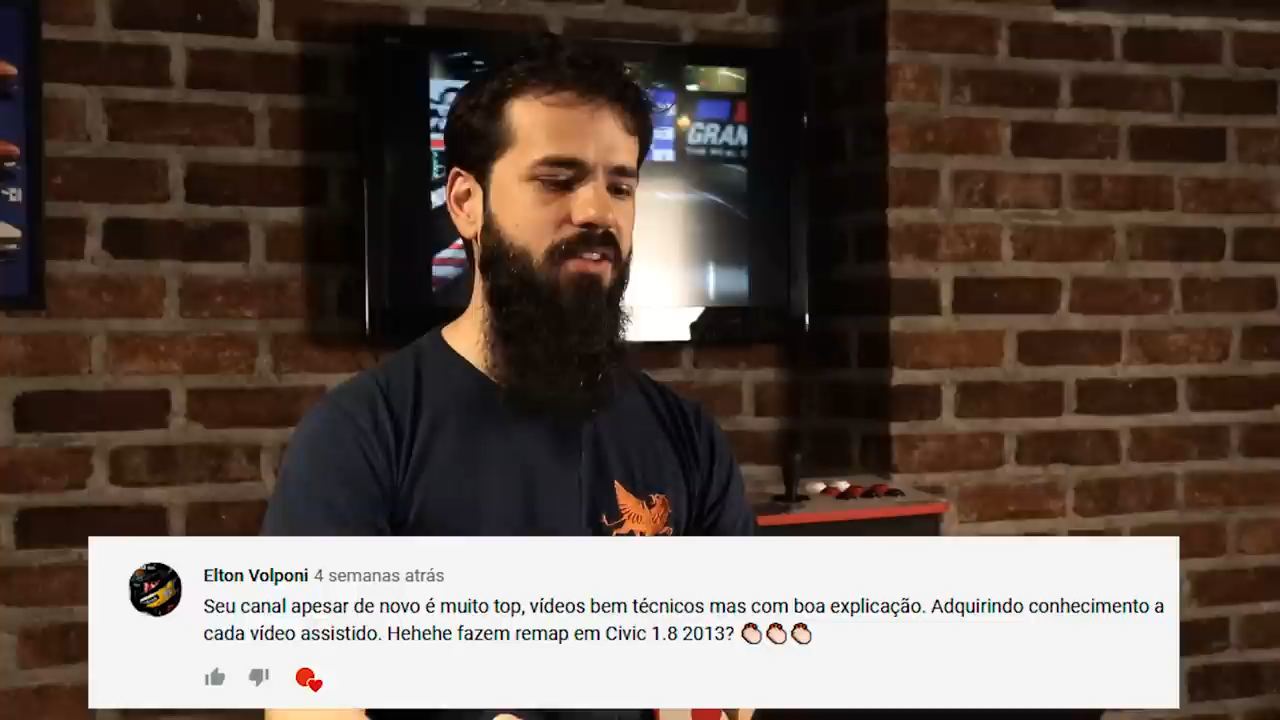 GRAN
Elton Volponi 4 semanas atrás
Seu canal apesar de novo é muito top, vídeos bem técnicos mas com boa explicação. Adquirindo conhecimento a
cada vídeo assistido. Hehehe fazem remap em Civic 1.8 2013? 👏🏻👏🏻👏🏻